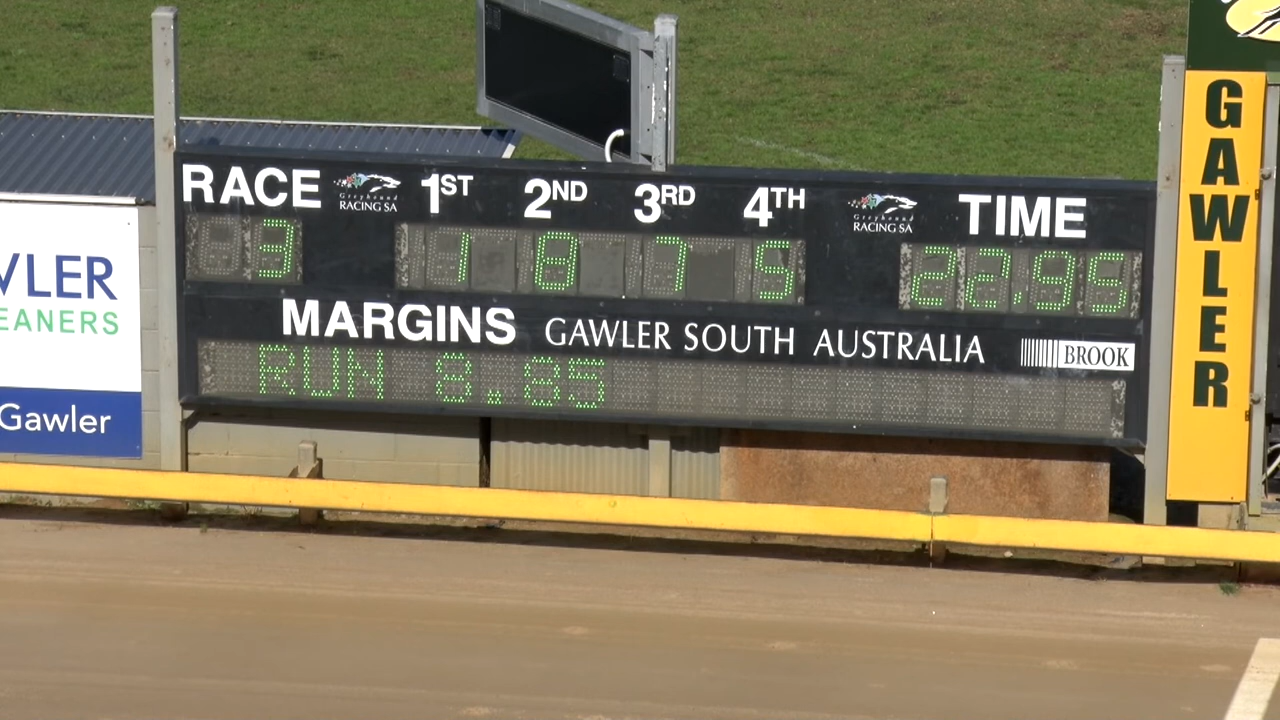 RACE Greyhound RACING SA 1ST 2ND 3RD 4TH Greyhound RACING SA TIME
3 1 8 7 5 22.95
MARGINS GAWLER SOUTH AUSTRALIA BROOK
RUN 8.85
GAWLER
WLER
EANERS
Gawler